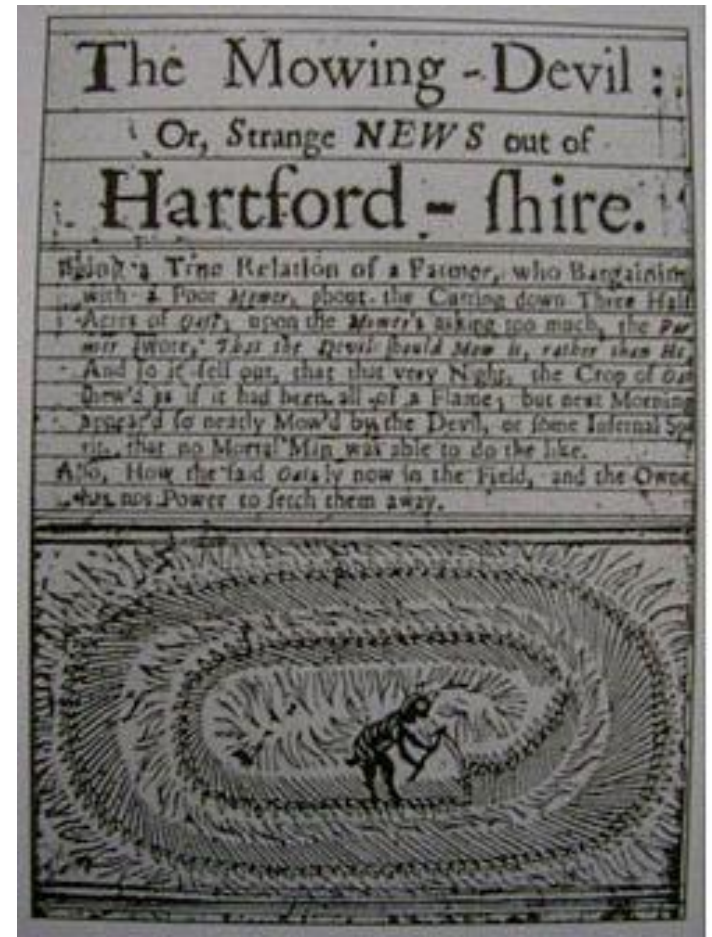 The Mowing-Devil:
Or, Strange NEWS out of
Hartford-ſhire.
Being a True Relation of a Farmer, who Bargaining
with a Poor Mower, about the Cutting down Three Half
Acres of Oats, upon the Mower's asking too much, the Far-
mer ſwore, That the Devil ſhould Mow it, rather than He,
And ſo it fell out, that that very Night, the Crop of Oat
ſhew'd as if it had been all of a Flame; but next Morning
appear'd ſo neatly Mow'd by the Devil, or ſome Infernal Spi-
rit, that no Mortal Man was able to do the like.
Alſo, How the ſaid Oats ly now in the Field, and the Owner
has not Power to fetch them away.